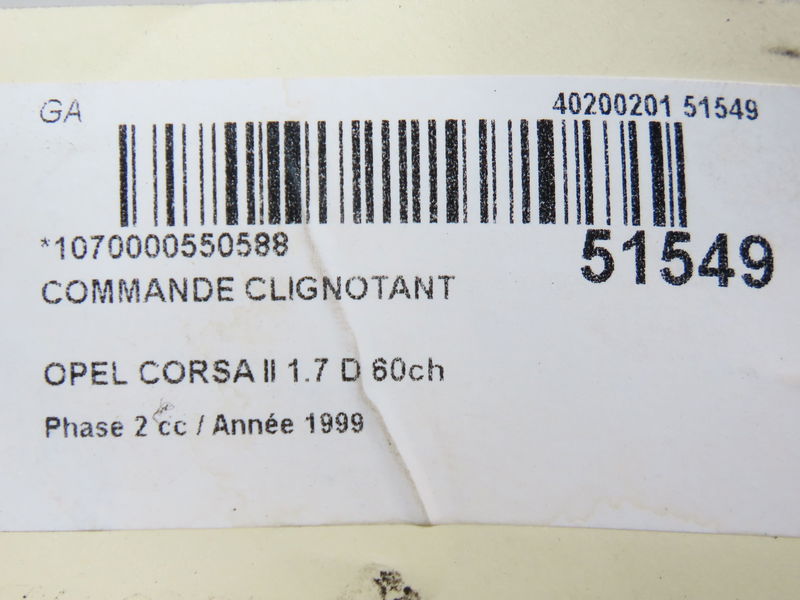 GA 40200201 51549
*1070000550588
51549
COMMANDE CLIGNOTANT
OPEL CORSA II 1.7 D 60ch
Phase 2 cc / Année 1999